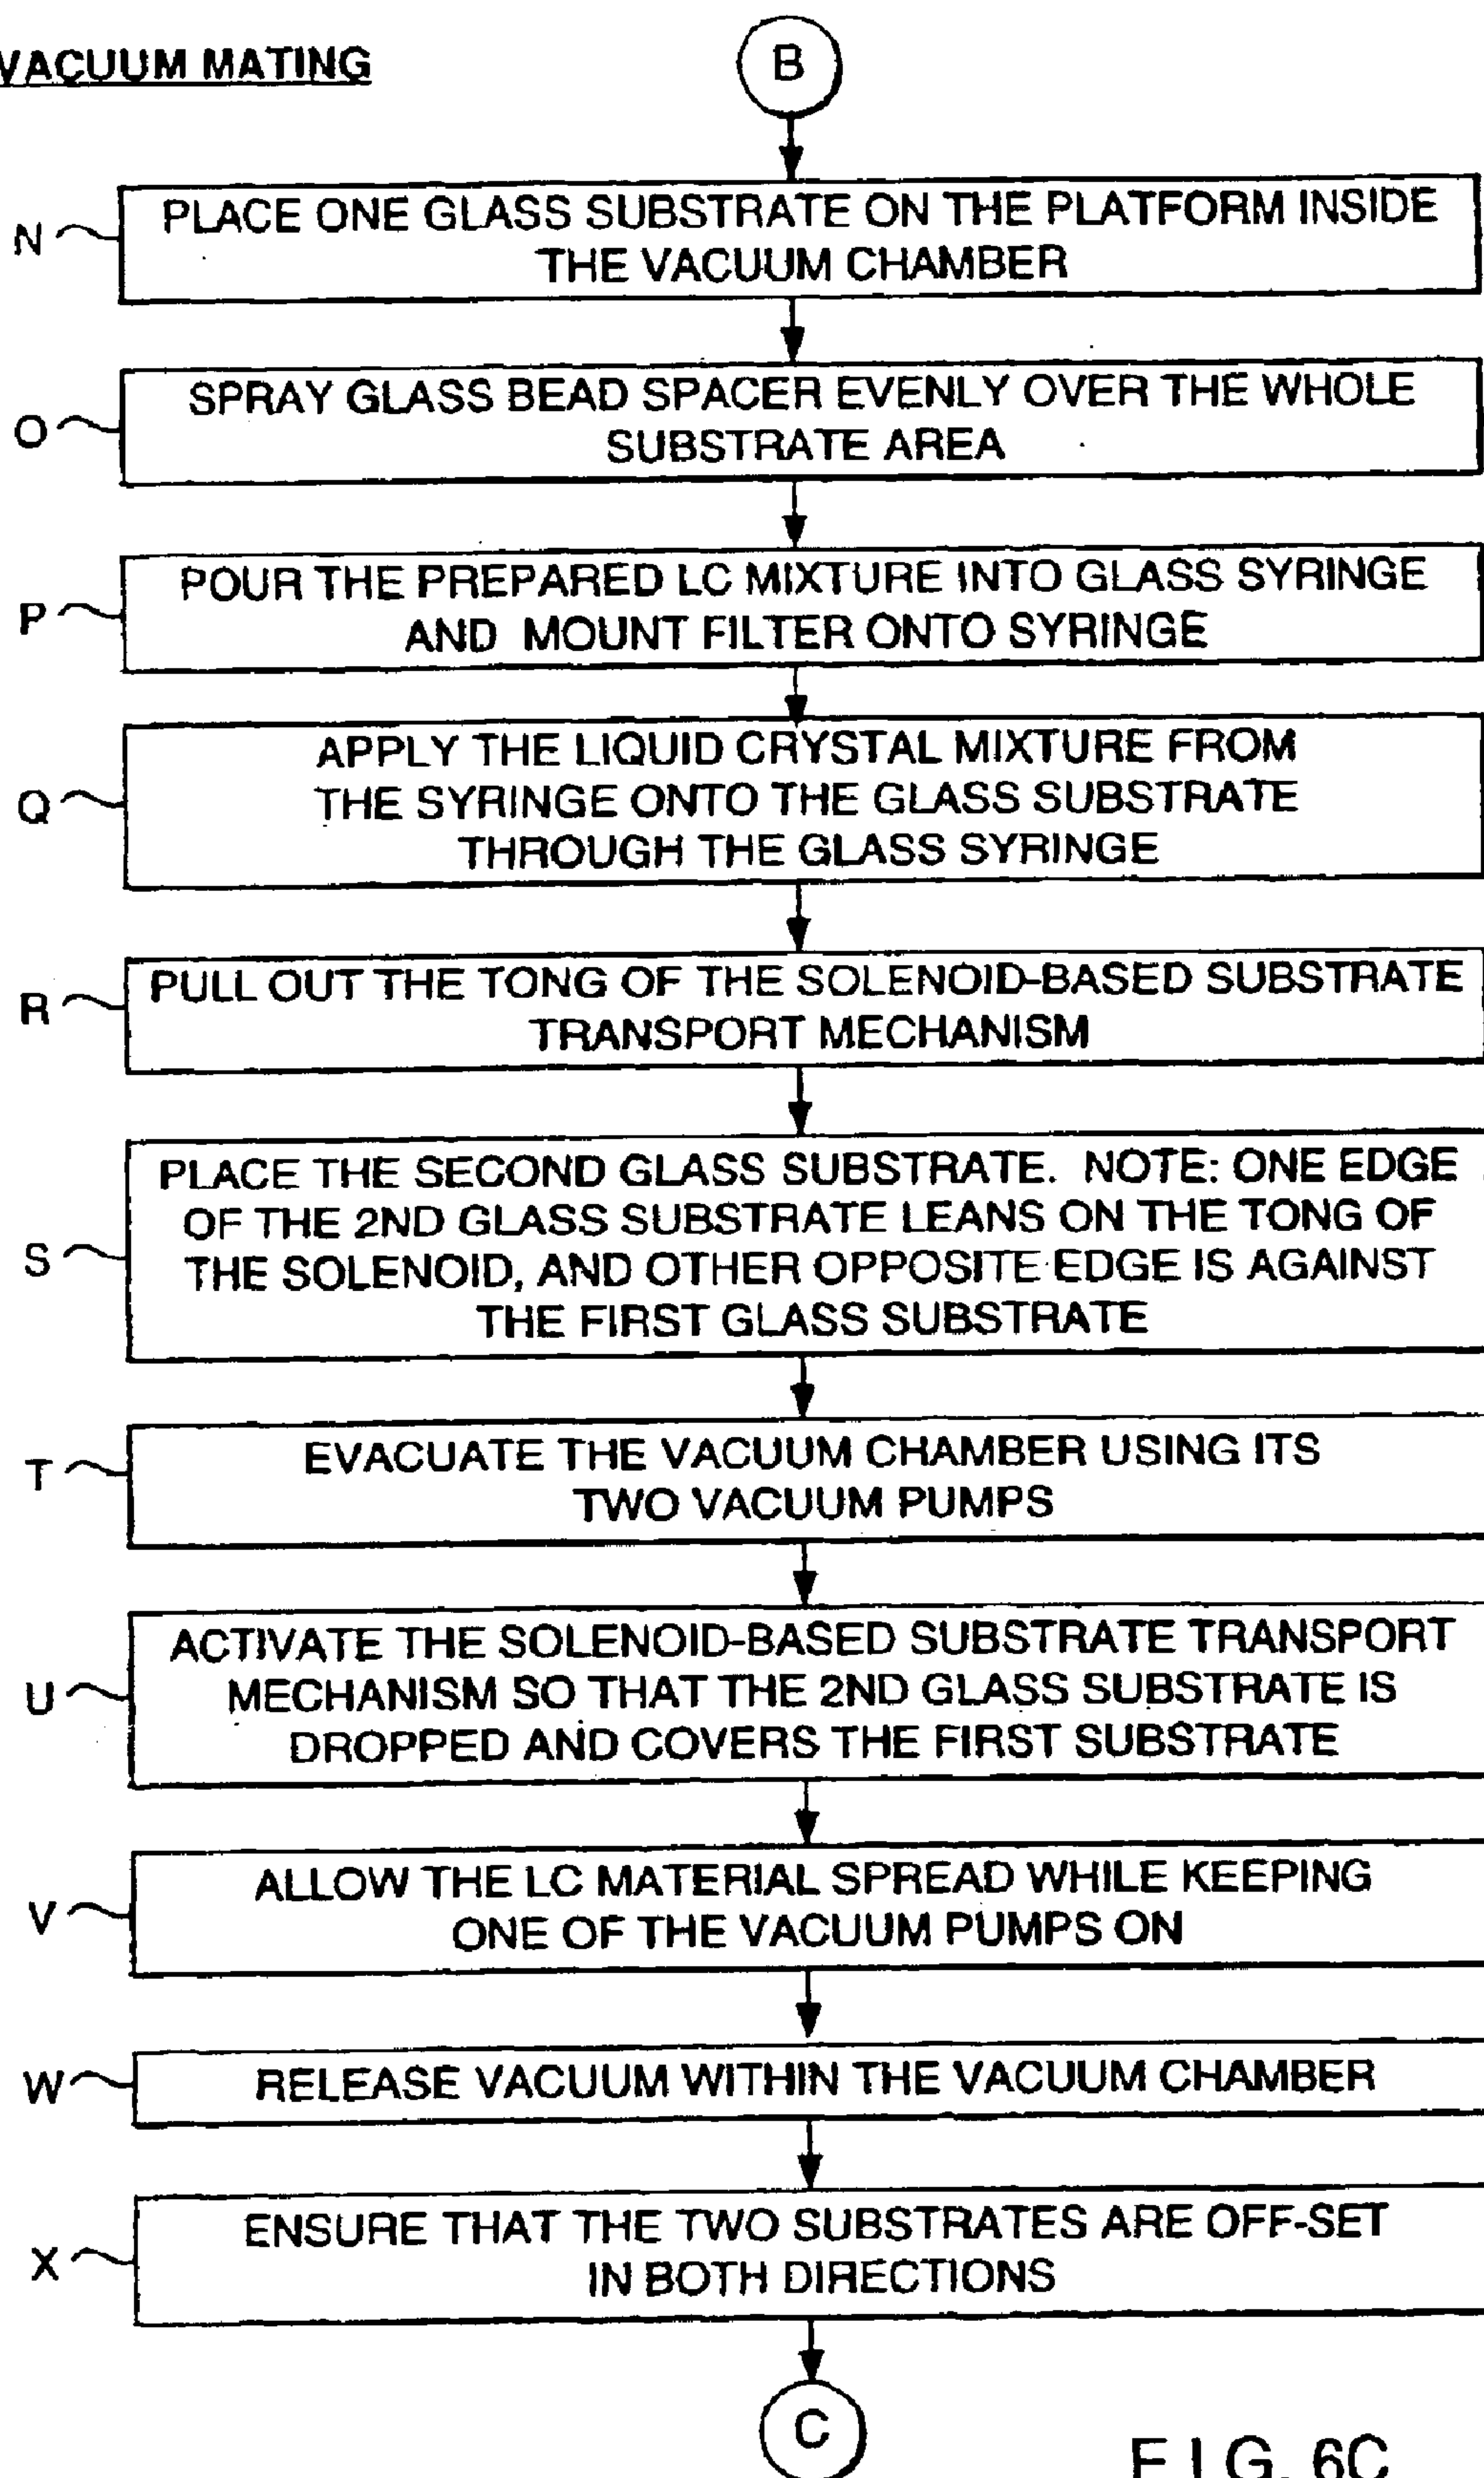 VACUUM MATING
B
N
PLACE ONE GLASS SUBSTRATE ON THE PLATFORM INSIDE
THE VACUUM CHAMBER
O
SPRAY GLASS BEAD SPACER EVENLY OVER THE WHOLE
SUBSTRATE AREA
P
POUR THE PREPARED LC MIXTURE INTO GLASS SYRINGE
AND MOUNT FILTER ONTO SYRINGE
Q
APPLY THE LIQUID CRYSTAL MIXTURE FROM
THE SYRINGE ONTO THE GLASS SUBSTRATE
THROUGH THE GLASS SYRINGE
R
PULL OUT THE TONG OF THE SOLENOID-BASED SUBSTRATE
TRANSPORT MECHANISM
S
PLACE THE SECOND GLASS SUBSTRATE. NOTE: ONE EDGE
OF THE 2ND GLASS SUBSTRATE LEANS ON THE TONG OF
THE SOLENOID, AND OTHER OPPOSITE EDGE IS AGAINST
THE FIRST GLASS SUBSTRATE
T
EVACUATE THE VACUUM CHAMBER USING ITS
TWO VACUUM PUMPS
U
ACTIVATE THE SOLENOID-BASED SUBSTRATE TRANSPORT
MECHANISM SO THAT THE 2ND GLASS SUBSTRATE IS
DROPPED AND COVERS THE FIRST SUBSTRATE
V
ALLOW THE LC MATERIAL SPREAD WHILE KEEPING
ONE OF THE VACUUM PUMPS ON
W
RELEASE VACUUM WITHIN THE VACUUM CHAMBER
X
ENSURE THAT THE TWO SUBSTRATES ARE OFF-SET
IN BOTH DIRECTIONS
C
FIG. 6C